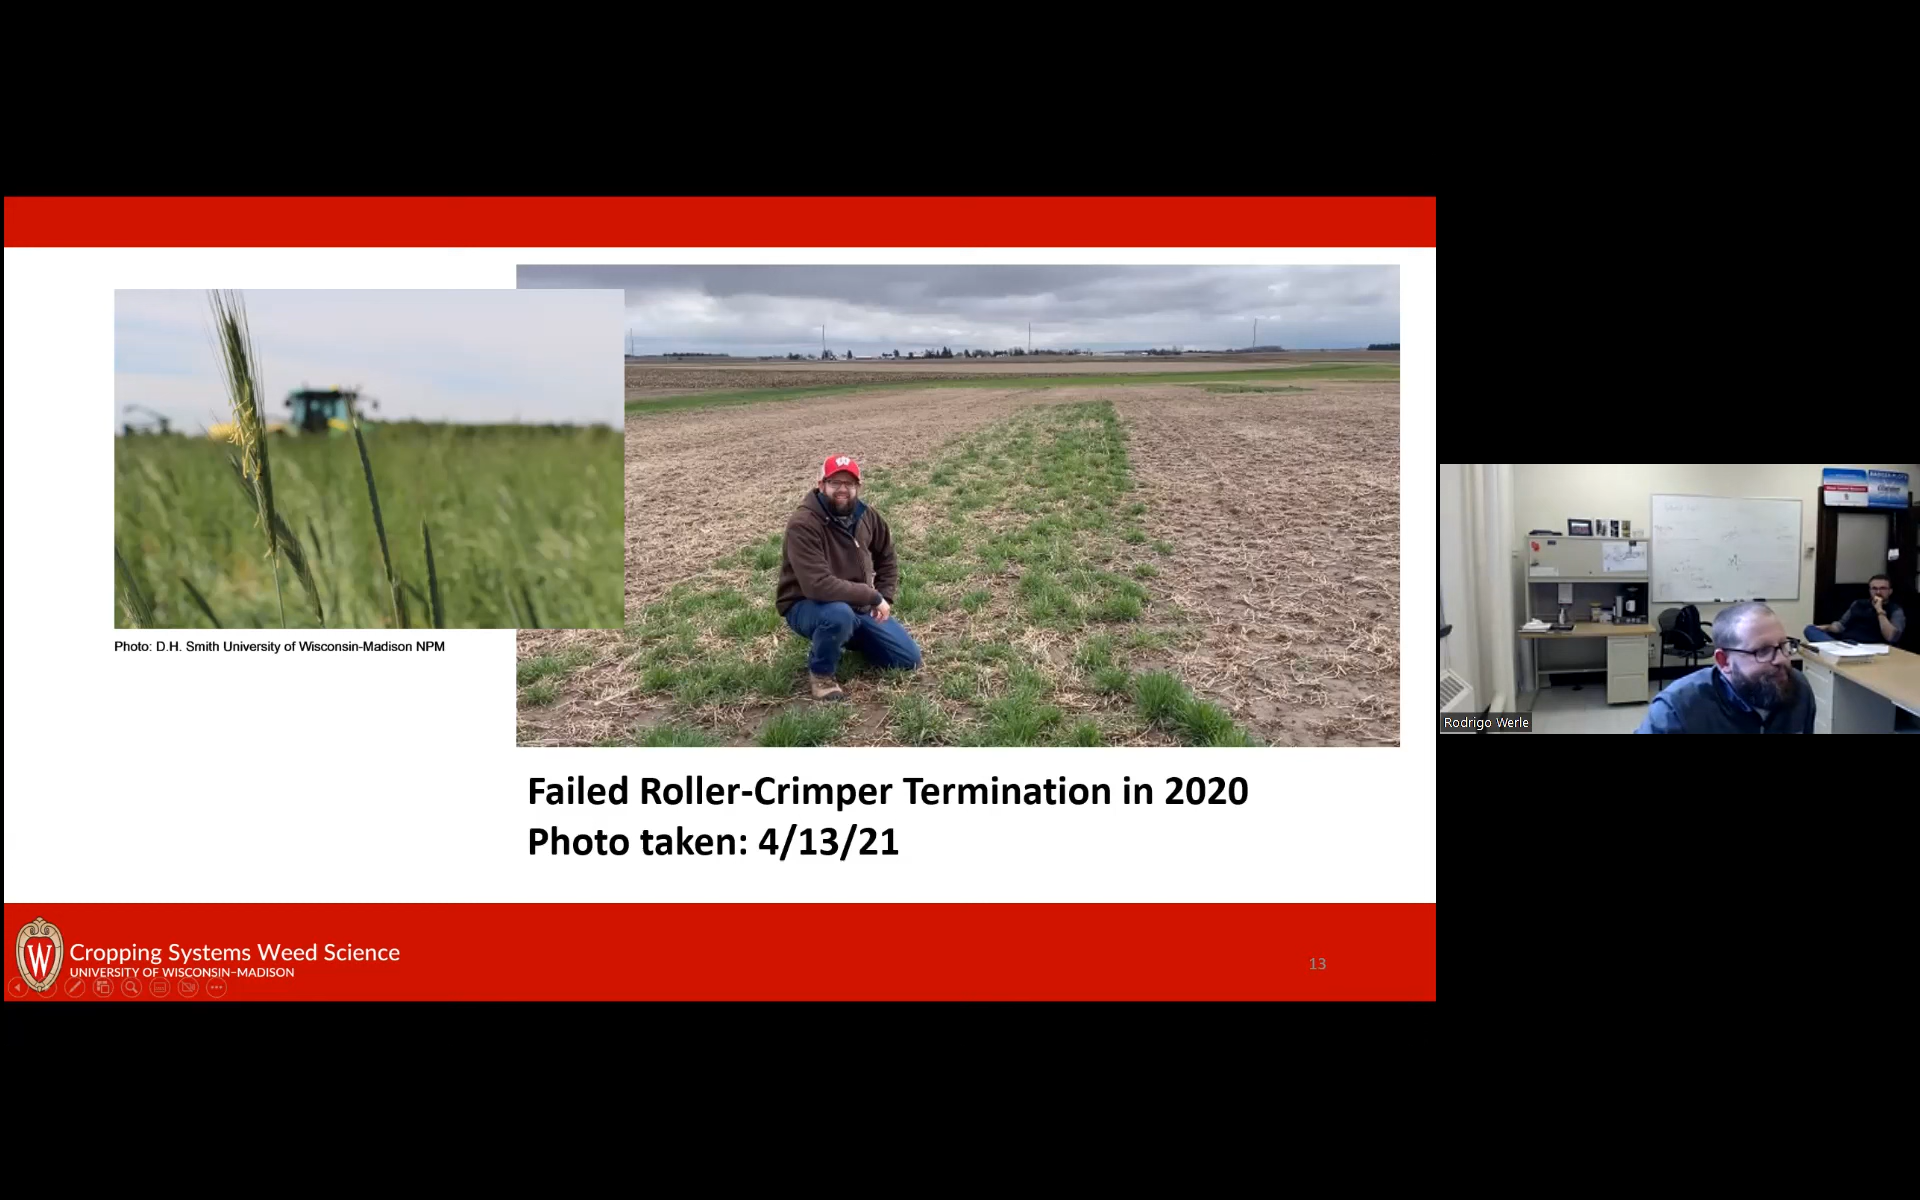 Photo: D.H. Smith University of Wisconsin-Madison NPM
Failed Roller-Crimper Termination in 2020
Photo taken: 4/13/21
W
Cropping Systems Weed Science
UNIVERSITY OF WISCONSIN–MADISON
13
Rodrigo Werle